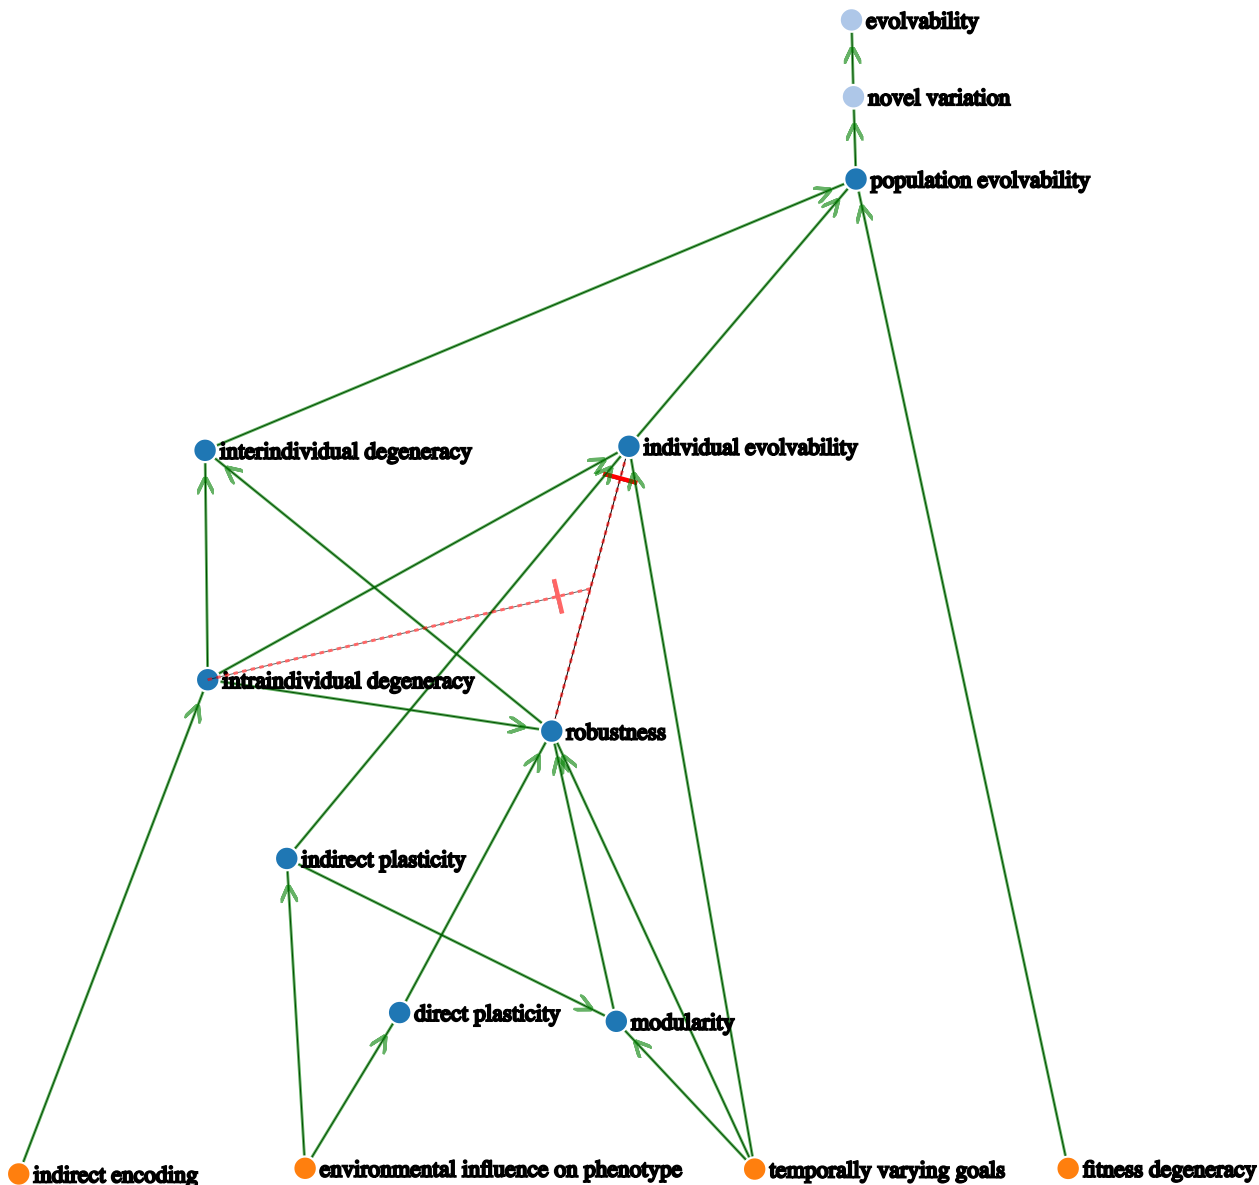 evolvability
novel variation
population evolvability
interindividual degeneracy
individual evolvability
intraindividual degeneracy
robustness
indirect plasticity
direct plasticity
modularity
indirect encoding
environmental influence on phenotype
temporally varying goals
fitness degeneracy